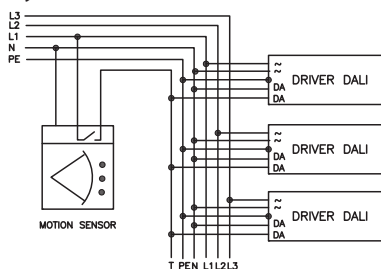 L3
L2
L1
N
PE
~
~
DA
DA
DRIVER DALI
~
~
DA
DA
DRIVER DALI
~
~
DA
DA
DRIVER DALI
MOTION SENSOR
T PEN L1L2L3